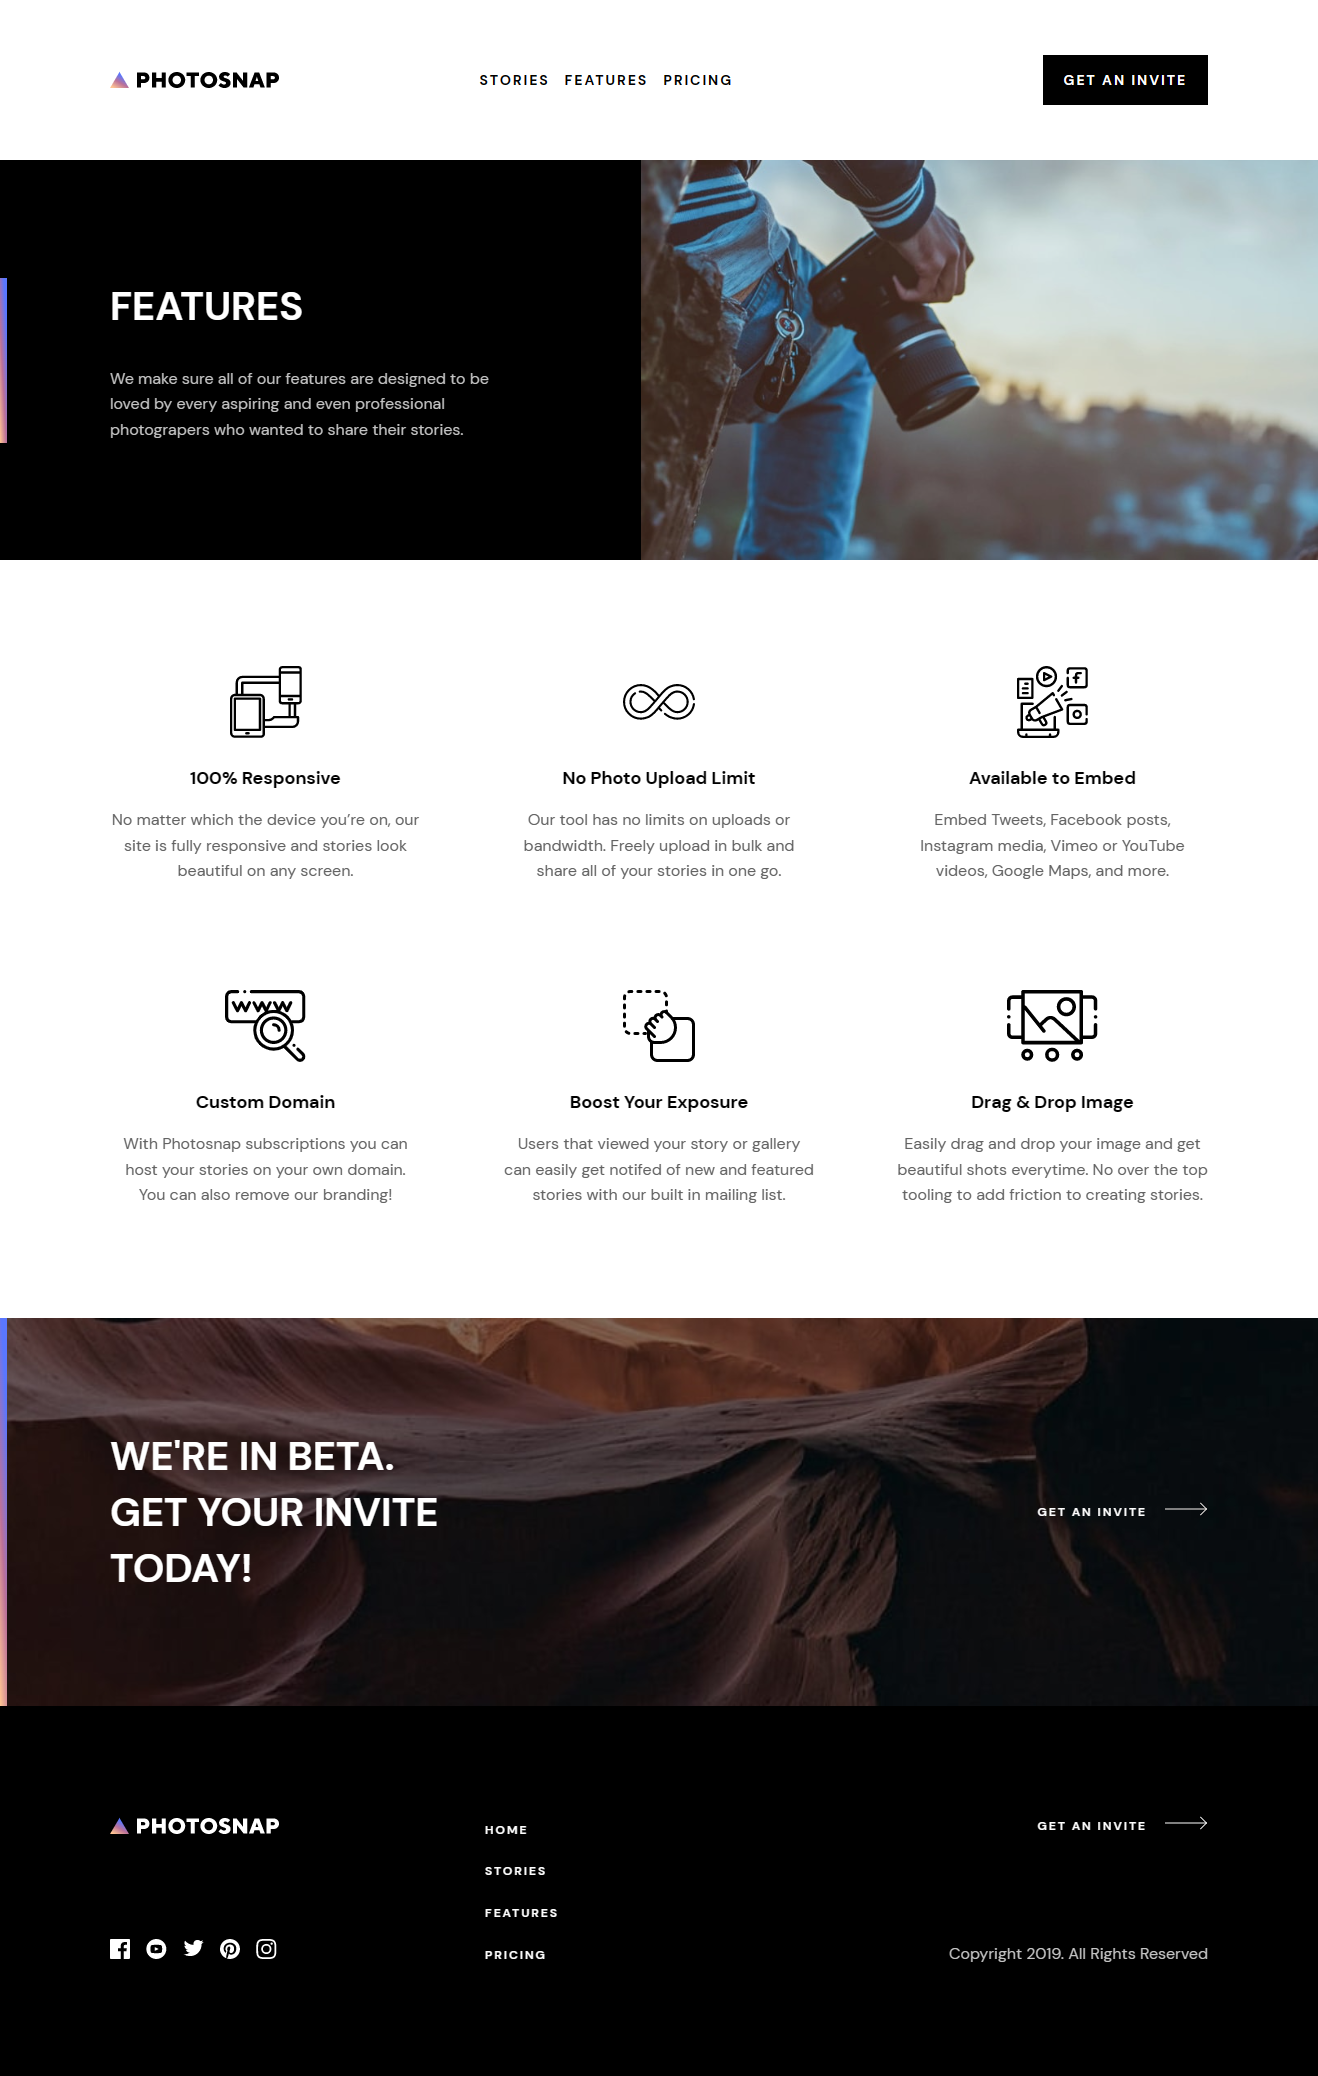 PHOTOSNAP
STORIES FEATURES PRICING
GET AN INVITE
FEATURES
We make sure all of our features are designed to be
loved by every aspiring and even professional
photograpers who wanted to share their stories.
100% Responsive
No matter which the device you’re on, our
site is fully responsive and stories look
beautiful on any screen.
No Photo Upload Limit
Our tool has no limits on uploads or
bandwidth. Freely upload in bulk and
share all of your stories in one go.
Available to Embed
Embed Tweets, Facebook posts,
Instagram media, Vimeo or YouTube
videos, Google Maps, and more.
WWW
Custom Domain
With Photosnap subscriptions you can
host your stories on your own domain.
You can also remove our branding!
Boost Your Exposure
Users that viewed your story or gallery
can easily get notifed of new and featured
stories with our built in mailing list.
Drag & Drop Image
Easily drag and drop your image and get
beautiful shots everytime. No over the top
tooling to add friction to creating stories.
WE'RE IN BETA.
GET YOUR INVITE
TODAY!
GET AN INVITE
PHOTOSNAP
HOME
STORIES
FEATURES
PRICING
GET AN INVITE
Copyright 2019. All Rights Reserved